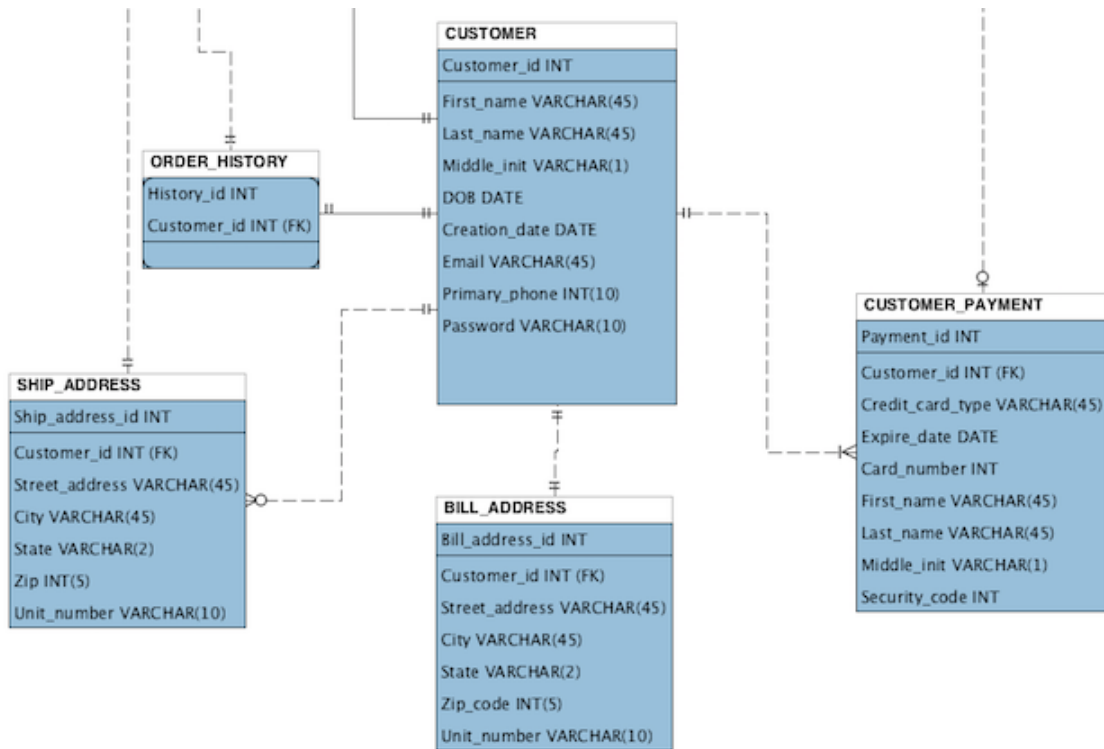 CUSTOMER
Customer_id INT
First_name VARCHAR(45)
Last_name VARCHAR(45)
Middle_init VARCHAR(1)
DOB DATE
Creation_date DATE
Email VARCHAR(45)
Primary_phone INT(10)
Password VARCHAR(10)
ORDER_HISTORY
History_id INT
Customer_id INT (FK)
SHIP_ADDRESS
Ship_address_id INT
Customer_id INT (FK)
Street_address VARCHAR(45)
City VARCHAR(45)
State VARCHAR(2)
Zip INT(5)
Unit_number VARCHAR(10)
BILL_ADDRESS
Bill_address_id INT
Customer_id INT (FK)
Street_address VARCHAR(45)
City VARCHAR(45)
State VARCHAR(2)
Zip_code INT(5)
Unit_number VARCHAR(10)
CUSTOMER_PAYMENT
Payment_id INT
Customer_id INT (FK)
Credit_card_type VARCHAR(45)
Expire_date DATE
Card_number INT
First_name VARCHAR(45)
Last_name VARCHAR(45)
Middle_init VARCHAR(1)
Security_code INT